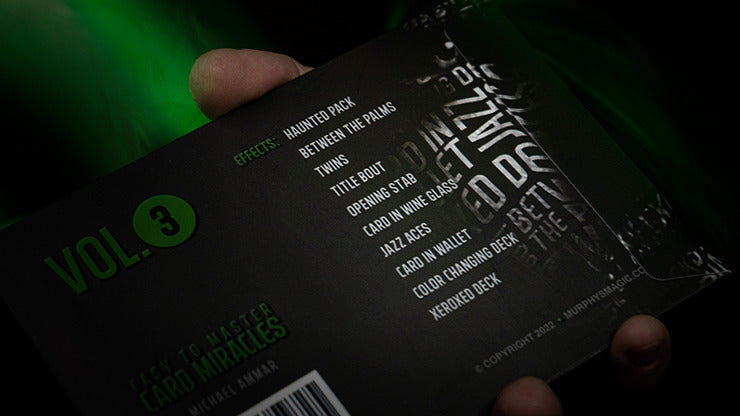 EFFECTS: HAUNTED PACK
BETWEEN THE PALMS
TWINS
TITLE BOUT
OPENING STAB
CARD IN WINE GLASS
JAZZ ACES
CARD IN WALLET
COLOR CHANGING DECK
XEROXED DECK
VOL. 3
EASY TO MASTER
CARD MIRACLES
MICHAEL AMMAR
© COPYRIGHT 2022 • MURPHYSMAGIC.CO